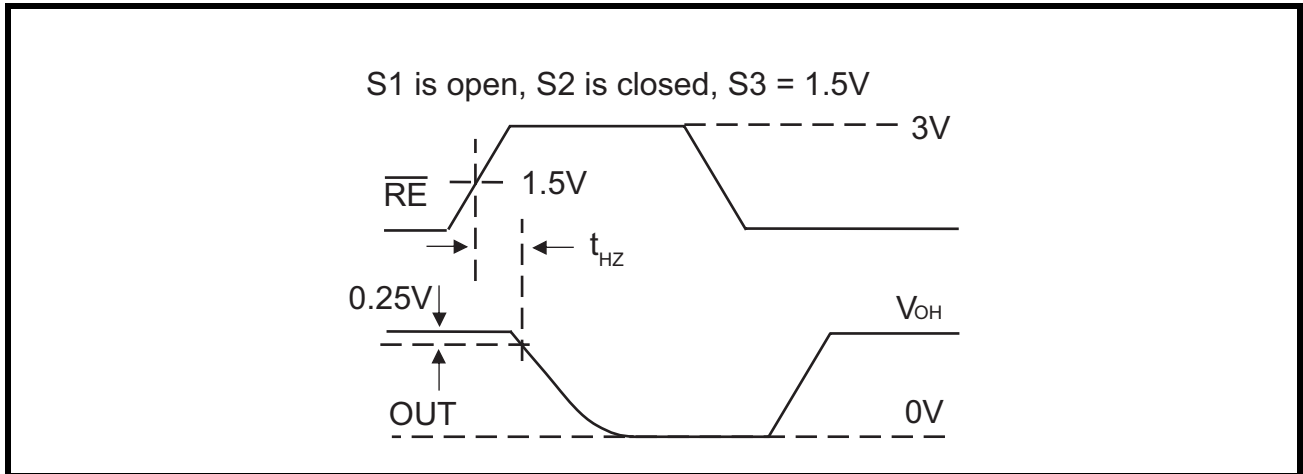 S1 is open, S2 is closed, S3 = 1.5V
3V
RE
1.5V
tHZ
0.25V
VOH
OUT
0V